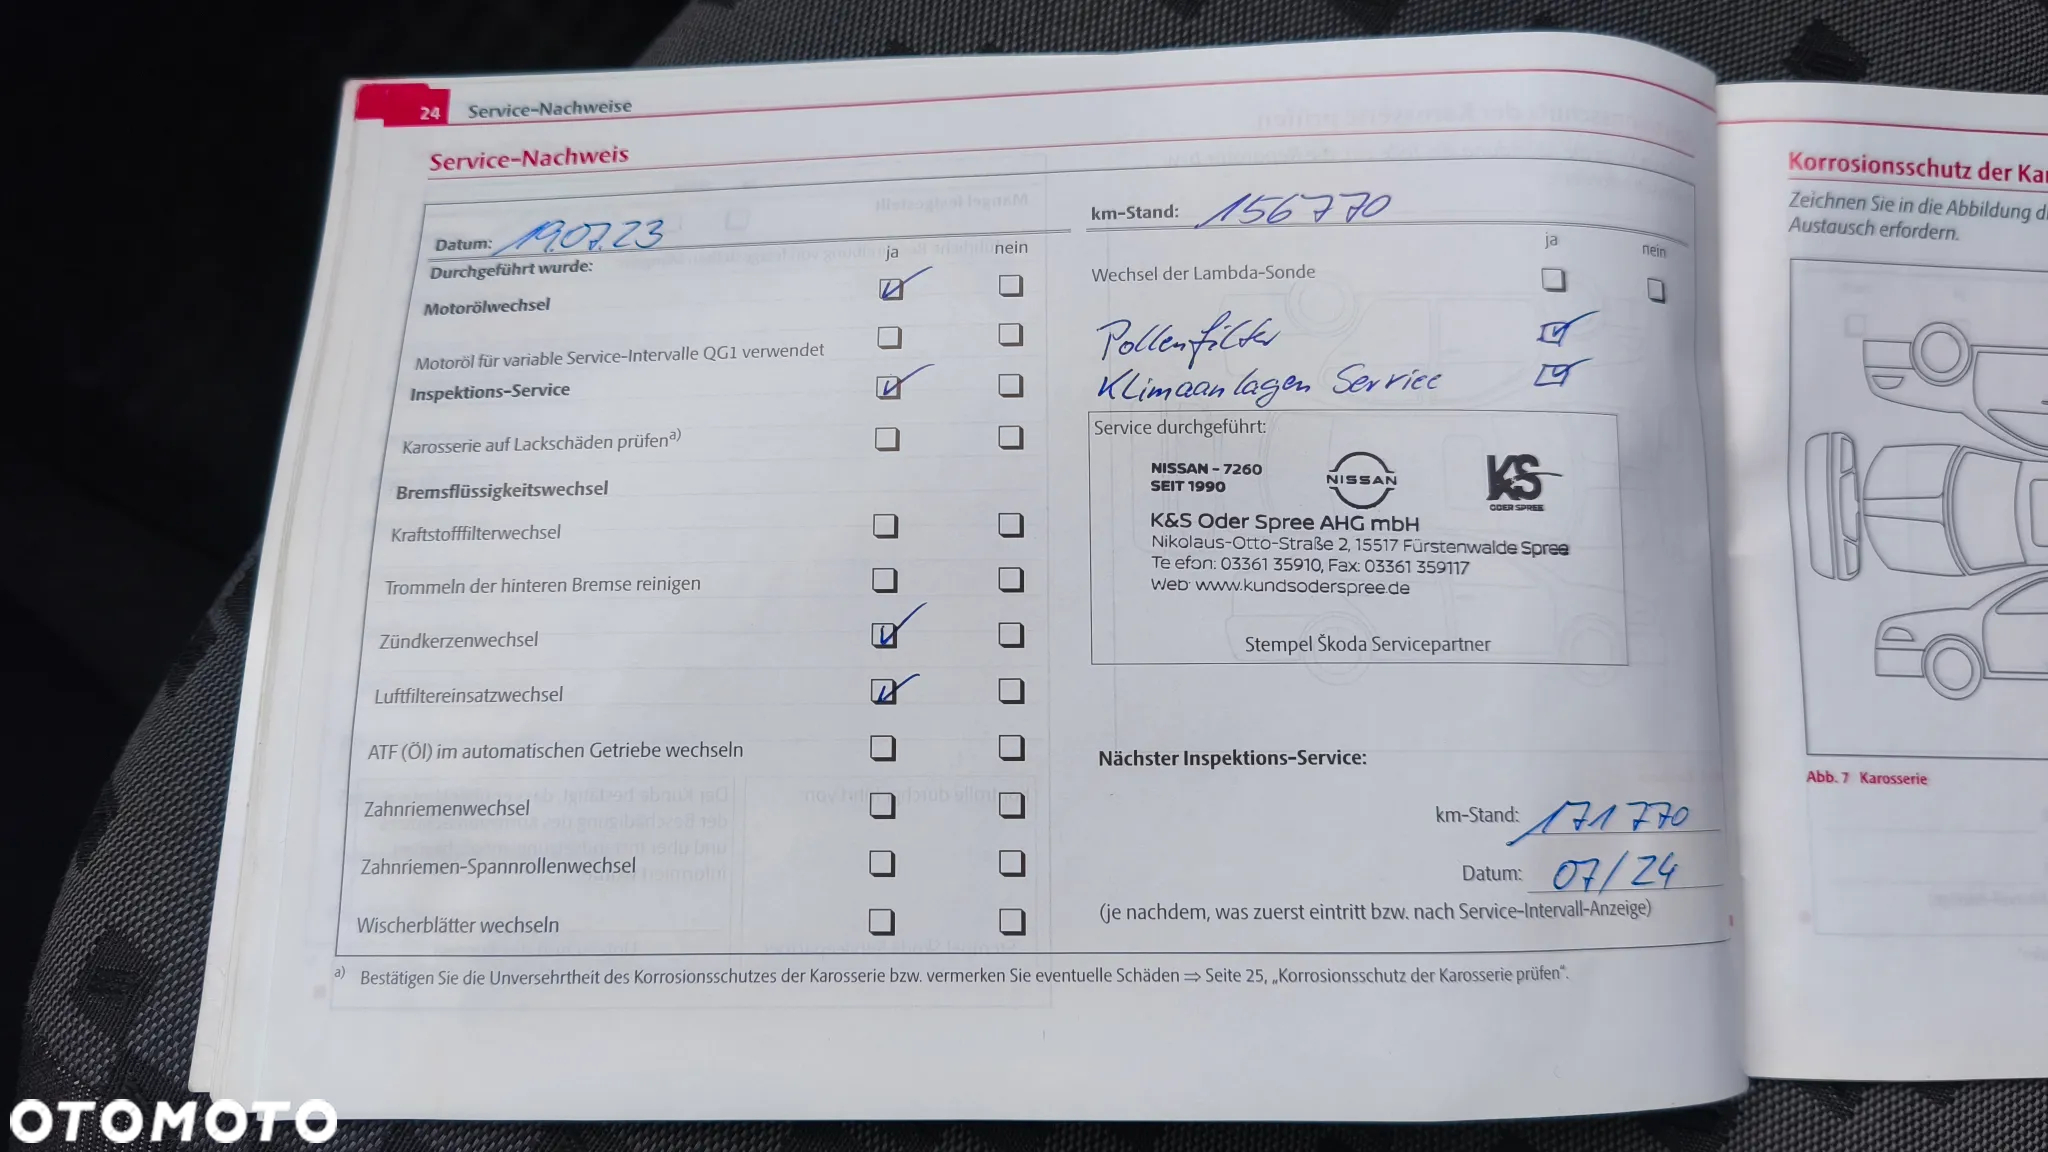 24 Service-Nachweise
Service-Nachweis
Datum: 19.07.23
Durchgeführt wurde:
ja nein
Motorölwechsel
Motoröl für variable Service-Intervalle QG1 verwendet
Inspektions-Service
Karosserie auf Lackschäden prüfen a)
Bremsflüssigkeitswechsel
Kraftstofffilterwechsel
Trommeln der hinteren Bremse reinigen
Zündkerzenwechsel
Luftfiltereinsatzwechsel
ATF (Öl) im automatischen Getriebe wechseln
Zahnriemenwechsel
Zahnriemen-Spannrollenwechsel
Wischerblätter wechseln
km-Stand: 156770
ja nein
Wechsel der Lambda-Sonde
Pollenfilter
Klimaanlagen Service
Service durchgeführt:
NISSAN - 7260
SEIT 1990
NISSAN
K&S
ODER SPREE
K&S Oder Spree AHG mbH
Nikolaus-Otto-Straße 2, 15517 Fürstenwalde Spree
Te efon: 03361 35910, Fax: 03361 359117
Web: www.kundsoderspree.de
Stempel Škoda Servicepartner
Nächster Inspektions-Service:
km-Stand: 171 770
Datum: 07/24
(je nachdem, was zuerst eintritt bzw. nach Service-Intervall-Anzeige)
a) Bestätigen Sie die Unversehrtheit des Korrosionsschutzes der Karosserie bzw. vermerken Sie eventuelle Schäden ⇒ Seite 25, „Korrosionsschutz der Karosserie prüfen“.
Korrosionsschutz der Kar
Zeichnen Sie in die Abbildung d
Austausch erfordern.
Abb. 7 Karosserie
OTOMOTO